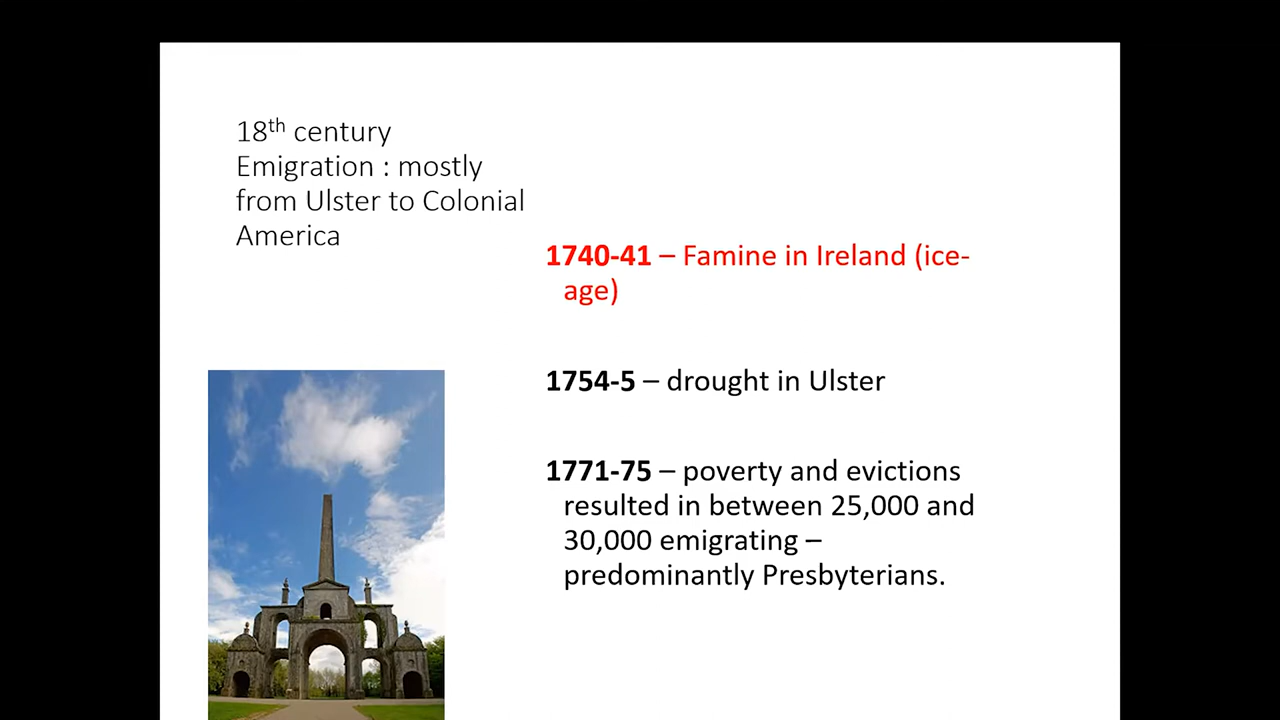 18th century
Emigration : mostly
from Ulster to Colonial
America
1740-41 – Famine in Ireland (ice-
age)
1754-5 – drought in Ulster
1771-75 – poverty and evictions
resulted in between 25,000 and
30,000 emigrating –
predominantly Presbyterians.